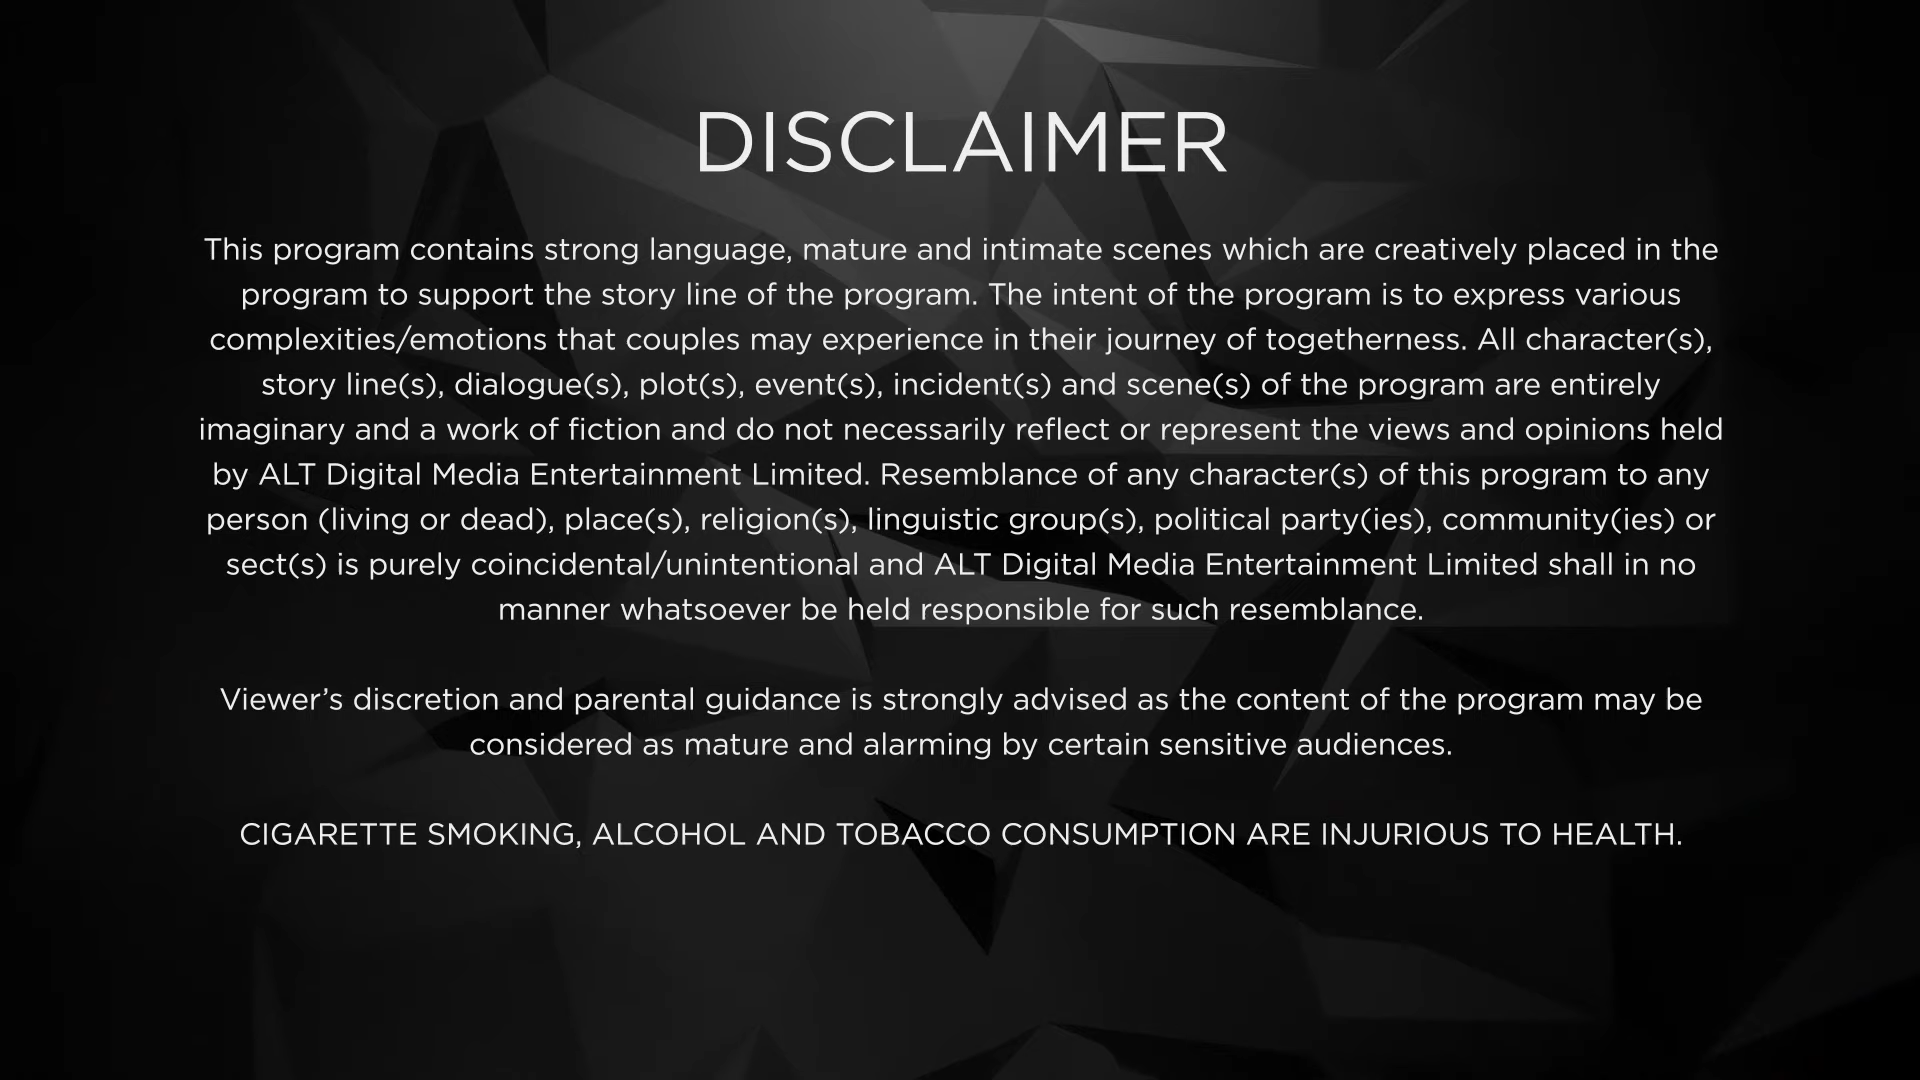 DISCLAIMER
This program contains strong language, mature and intimate scenes which are creatively placed in the
program to support the story line of the program. The intent of the program is to express various
complexities/emotions that couples may experience in their journey of togetherness. All character(s),
story line(s), dialogue(s), plot(s), event(s), incident(s) and scene(s) of the program are entirely
imaginary and a work of fiction and do not necessarily reflect or represent the views and opinions held
by ALT Digital Media Entertainment Limited. Resemblance of any character(s) of this program to any
person (living or dead), place(s), religion(s), linguistic group(s), political party(ies), community(ies) or
sect(s) is purely coincidental/unintentional and ALT Digital Media Entertainment Limited shall in no
manner whatsoever be held responsible for such resemblance.
Viewer’s discretion and parental guidance is strongly advised as the content of the program may be
considered as mature and alarming by certain sensitive audiences.
CIGARETTE SMOKING, ALCOHOL AND TOBACCO CONSUMPTION ARE INJURIOUS TO HEALTH.